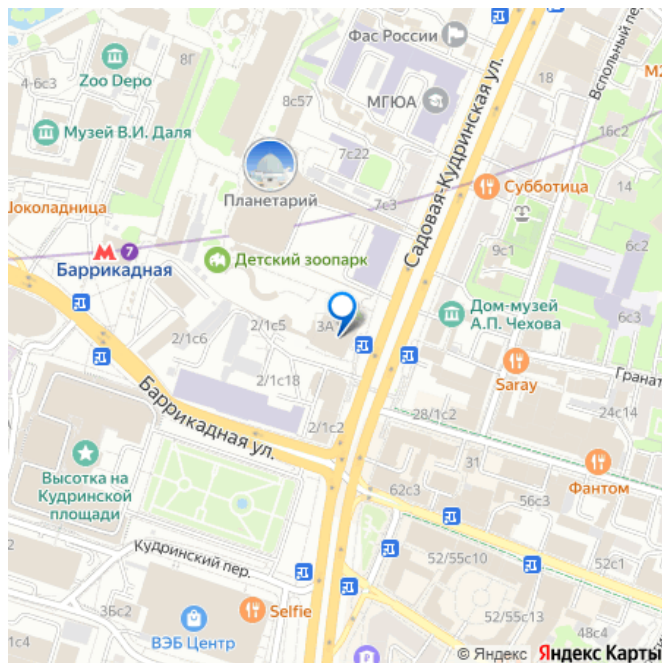 Фас России
8Г
4-6с3
Zoo Depo
18
Вспольный пер.
М2
8с57
МГЮА
Садовая-Кудринская ул.
16с2
Музей В.И. Даля
7с22
Субботица
14
Планетарий
7с3
Шоколадница
6с2
9с1
7
Баррикадная
Детский зоопарк
Дом-музей
А.П. Чехова
6с3
3А
2/1с5
2/1с6
Saray
Гранат
2/1с18
Баррикадная ул.
28/1с2
24с14
2/1с2
Высотка на
Кудринской
площади
31
62с3
Фантом
56с3
Кудринский пер.
52/55с10
52с1
36с2
Selfie
52/55с13
48с4
1с4
ВЭБ Центр
© Яндекс Яндекс Карты